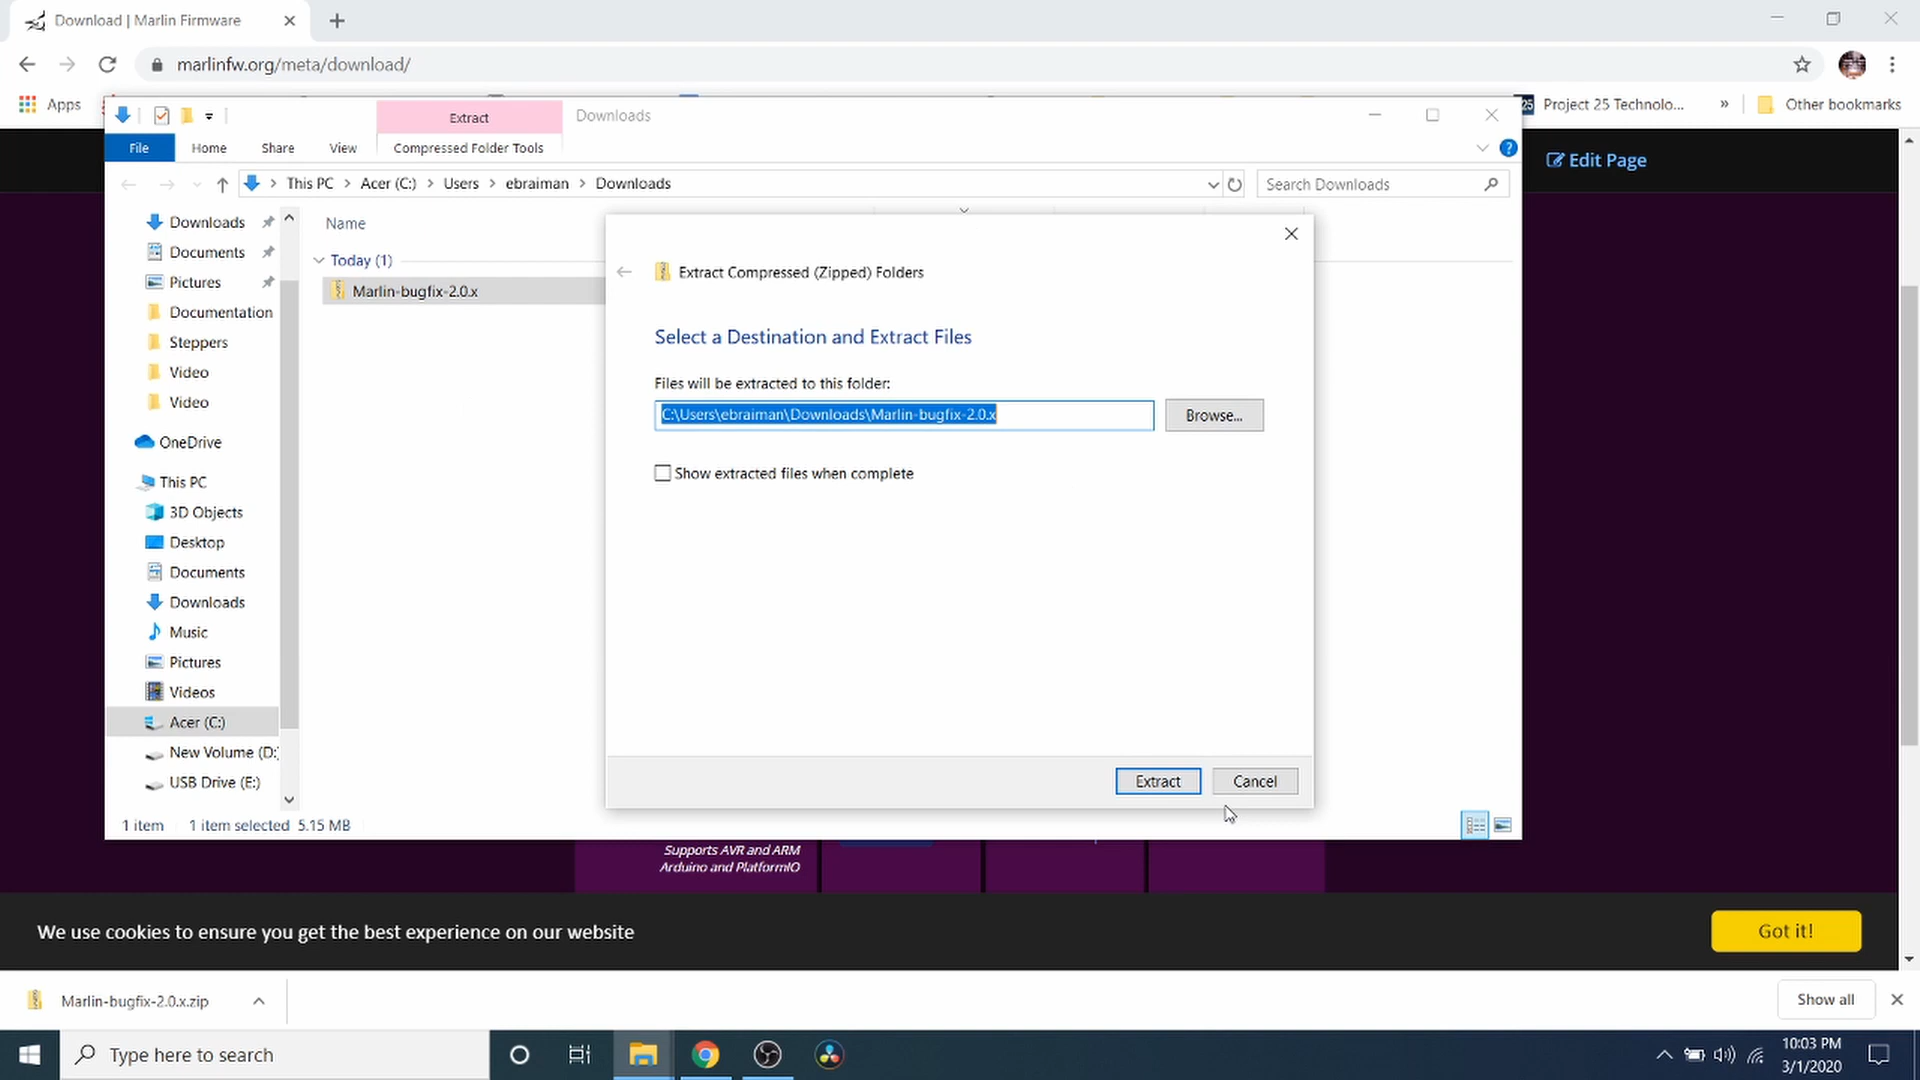 Download | Marlin Firmware
marlinfw.org/meta/download/
Apps
25
Project 25 Technolo...
»
Other bookmarks
Extract
Downloads
File
Home
Share
View
Compressed Folder Tools
Edit Page
This PC > Acer (C:) > Users > ebraiman > Downloads
Search Downloads
Downloads
Documents
Pictures
Documentation
Steppers
Video
Video
OneDrive
This PC
3D Objects
Desktop
Documents
Downloads
Music
Pictures
Videos
Acer (C:)
New Volume (D:)
USB Drive (E:)
Name
Today (1)
Marlin-bugfix-2.0.x
Extract Compressed (Zipped) Folders
Select a Destination and Extract Files
Files will be extracted to this folder:
C:\Users\ebraiman\Downloads\Marlin-bugfix-2.0.x
Browse...
Show extracted files when complete
Extract
Cancel
1 item
1 item selected 5.15 MB
Supports AVR and ARM
Arduino and PlatformIO
We use cookies to ensure you get the best experience on our website
Got it!
Marlin-bugfix-2.0.x.zip
Show all
Type here to search
10:03 PM
3/1/2020